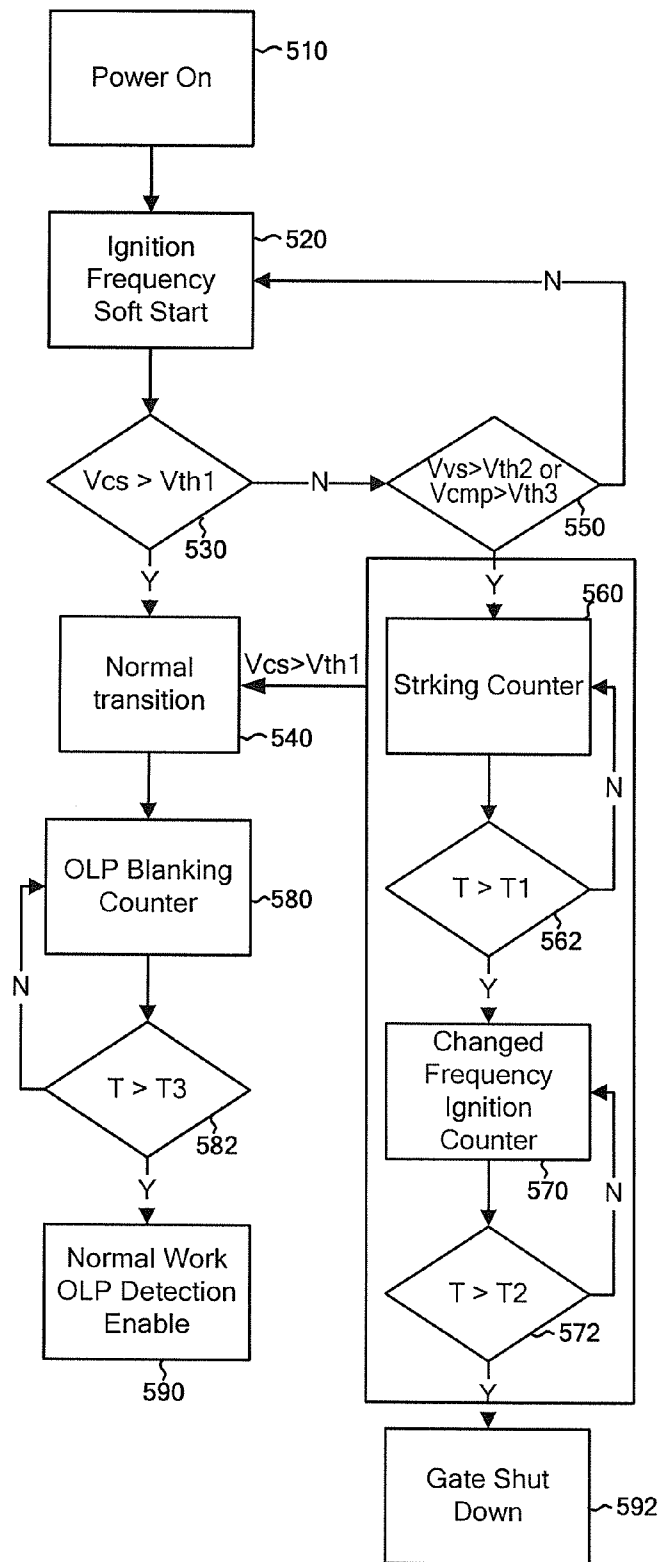 Power On
510
Ignition
Frequency
Soft Start
520
N
Vcs > Vth1
530
N
Vvs>Vth2 or
Vcmp>Vth3
550
Y
Y
Normal
transition
540
Vcs>Vth1
Strking Counter
560
N
OLP Blanking
Counter
580
T > T1
562
N
Y
T > T3
582
Changed
Frequency
Ignition
Counter
570
N
Y
Normal Work
OLP Detection
Enable
590
T > T2
572
Y
Gate Shut
Down
592